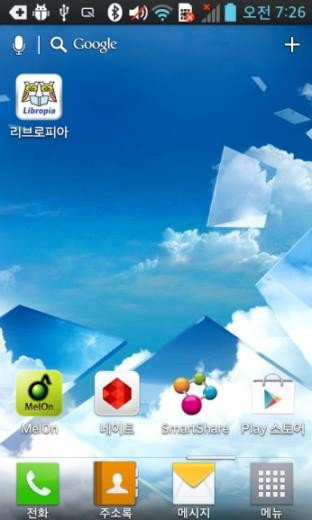 오전 7:26
Google
Libropia
리브로피아
MelOn
MelOn
네이트
SmartShare
Play 스토어
전화
주소록
메시지
메뉴